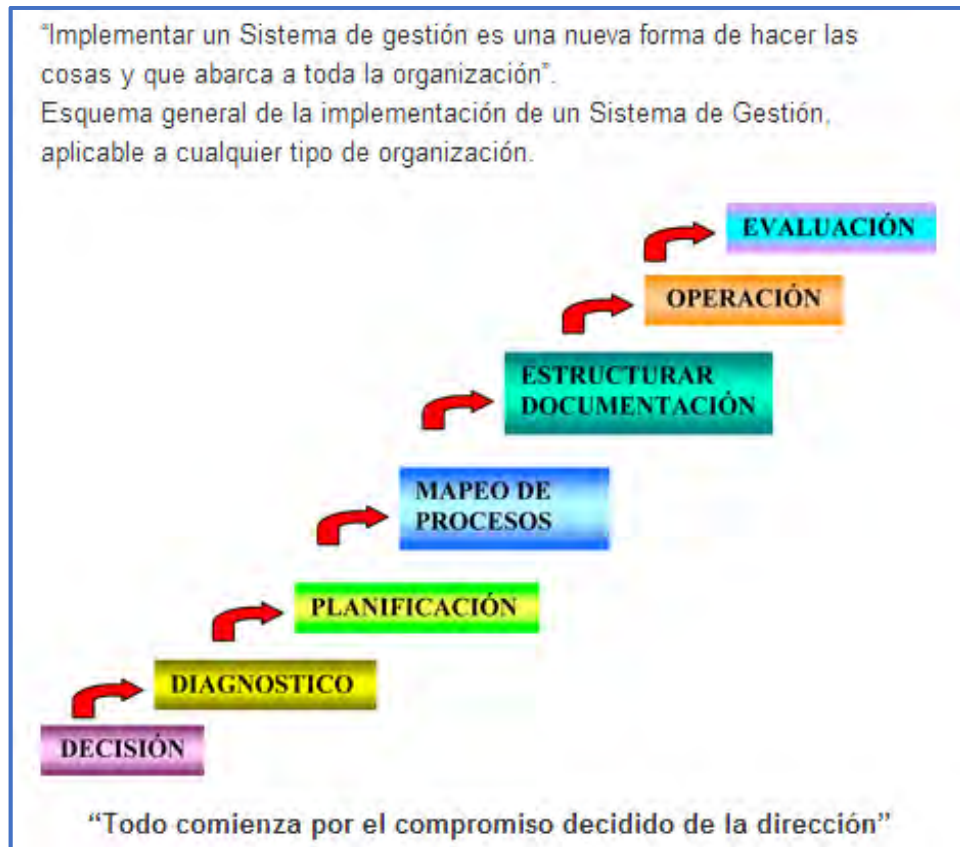 "Implementar un Sistema de gestión es una nueva forma de hacer las
cosas y que abarca a toda la organización".
Esquema general de la implementación de un Sistema de Gestión,
aplicable a cualquier tipo de organización.
EVALUACIÓN
OPERACIÓN
ESTRUCTURAR
DOCUMENTACIÓN
MAPEO DE
PROCESOS
PLANIFICACIÓN
DIAGNOSTICO
DECISIÓN
“Todo comienza por el compromiso decidido de la dirección”